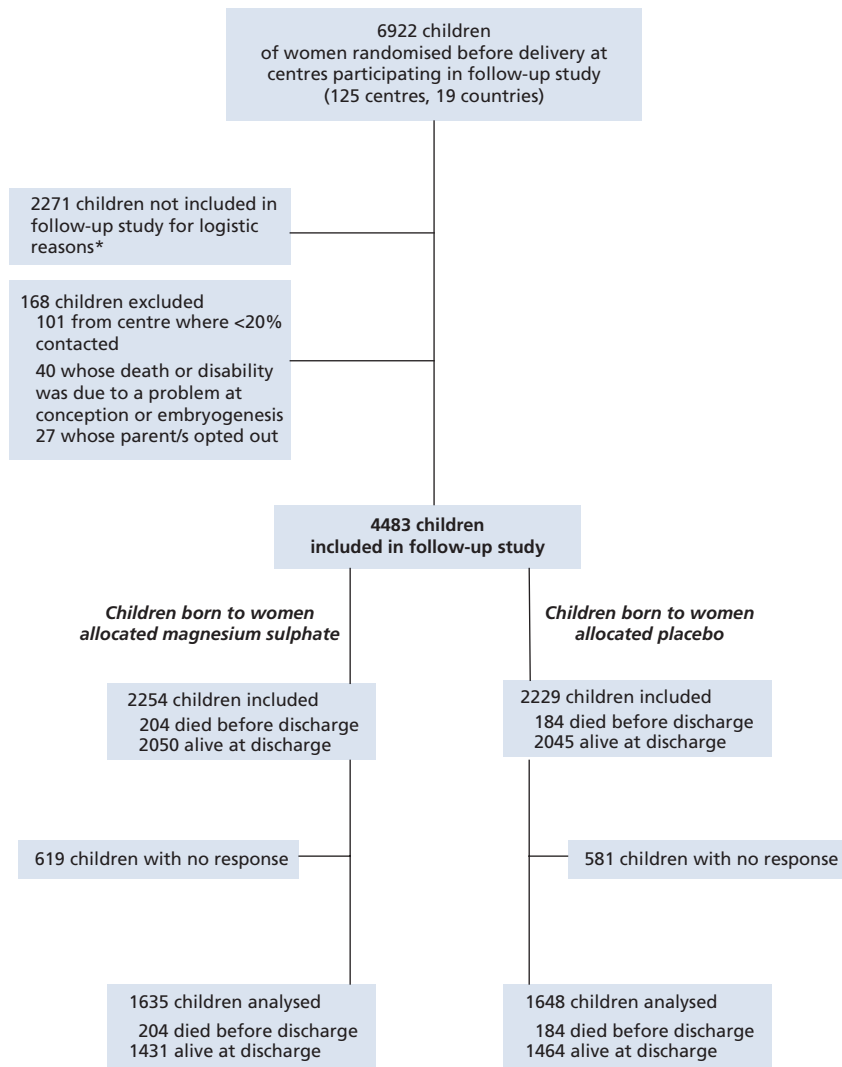 6922 children
of women randomised before delivery at
centres participating in follow-up study
(125 centres, 19 countries)
2271 children not included in
follow-up study for logistic
reasons*
168 children excluded
101 from centre where <20%
contacted
40 whose death or disability
was due to a problem at
conception or embryogenesis
27 whose parent/s opted out
4483 children
included in follow-up study
Children born to women
allocated magnesium sulphate
Children born to women
allocated placebo
2254 children included
204 died before discharge
2050 alive at discharge
2229 children included
184 died before discharge
2045 alive at discharge
619 children with no response
581 children with no response
1635 children analysed
204 died before discharge
1431 alive at discharge
1648 children analysed
184 died before discharge
1464 alive at discharge